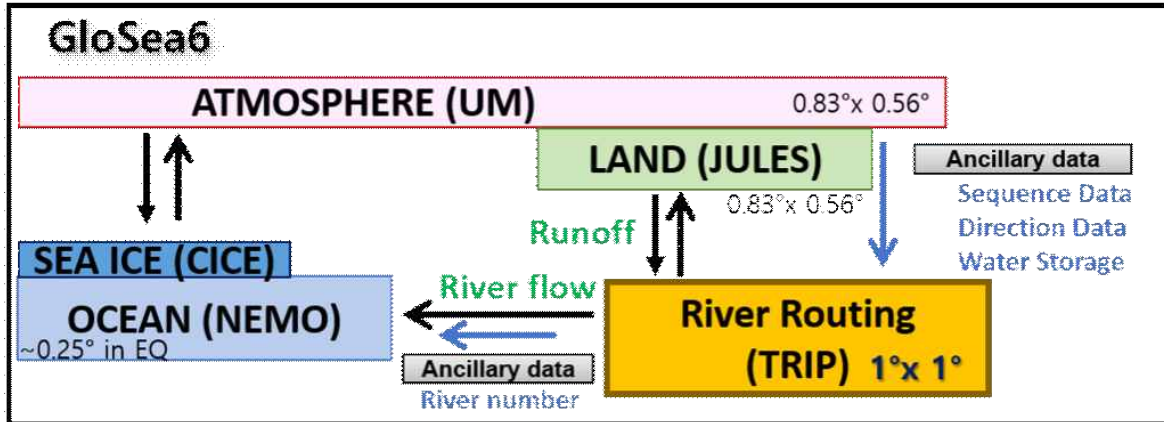 GloSea6
ATMOSPHERE (UM)
0.83°x 0.56°
LAND (JULES)
0.83°x 0.56°
Ancillary data
Sequence Data
Direction Data
Water Storage
Runoff
SEA ICE (CICE)
OCEAN (NEMO)
~0.25° in EQ
River flow
Ancillary data
River number
River Routing
(TRIP) 1°x 1°